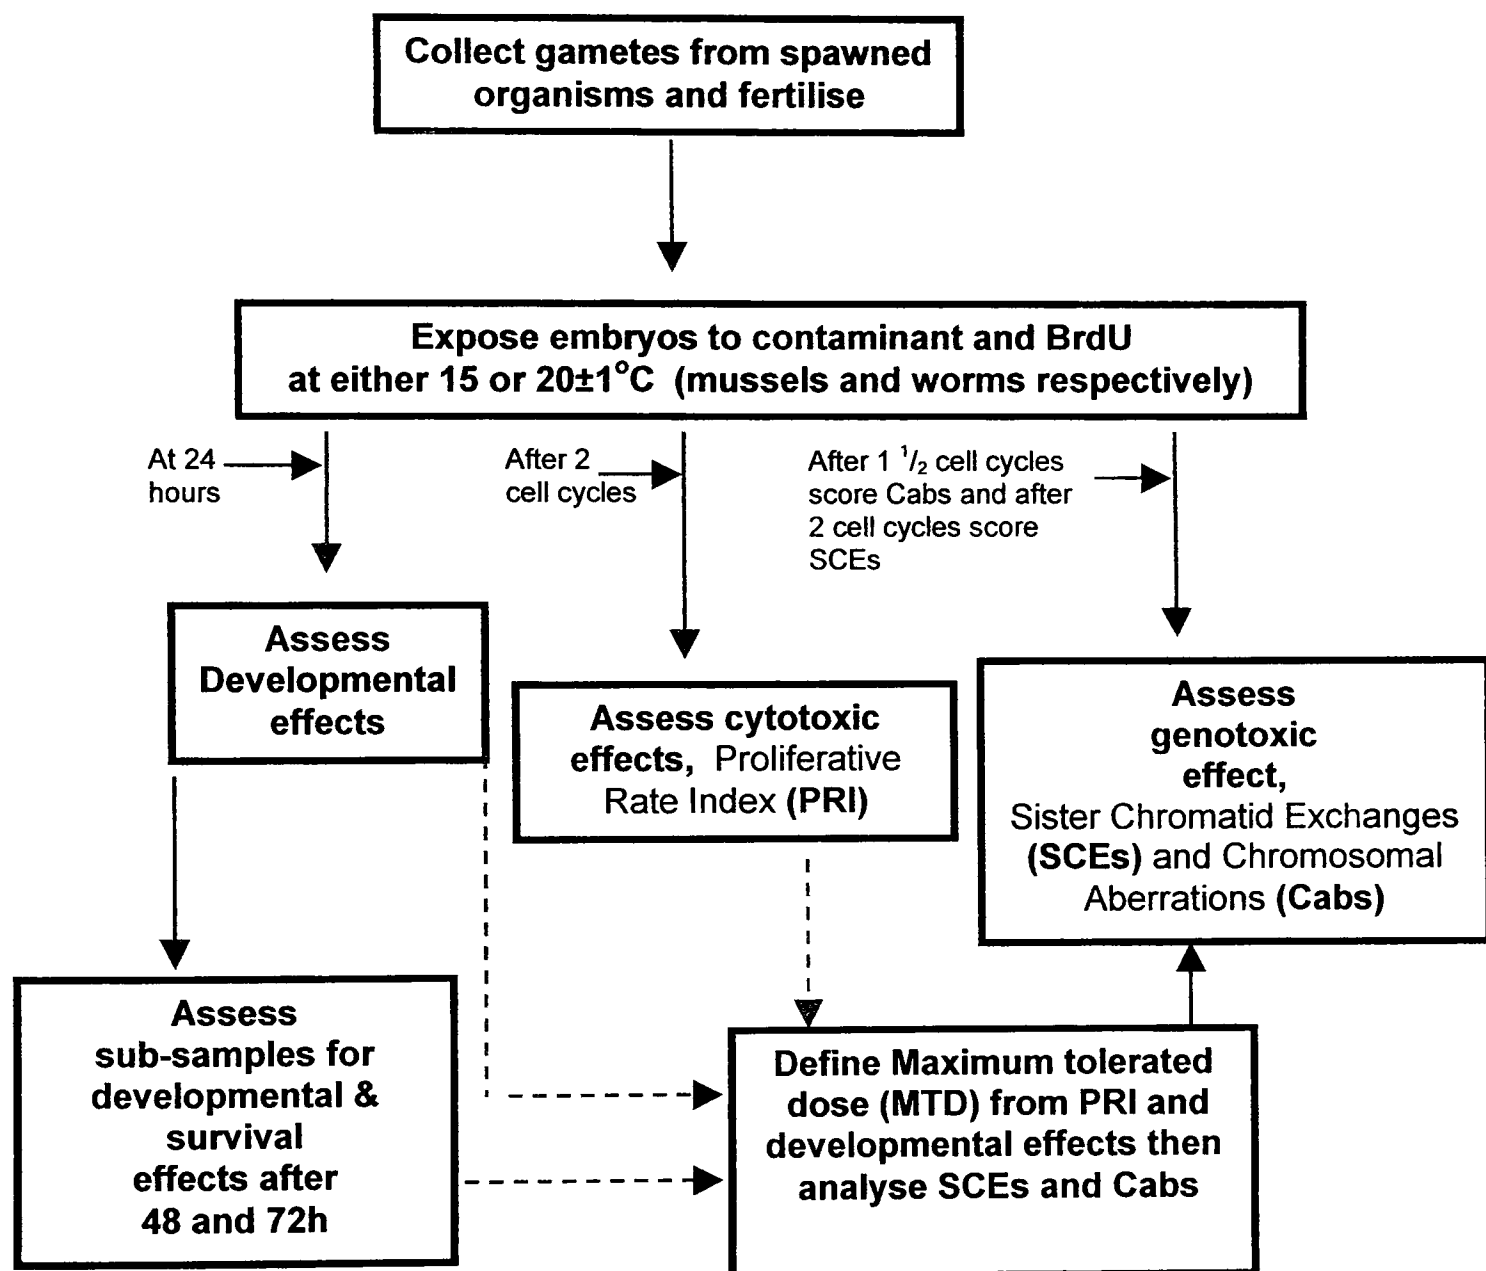 Collect gametes from spawned
organisms and fertilise
Expose embryos to contaminant and BrdU
at either 15 or 20±1°C (mussels and worms respectively)
At 24
hours
After 2
cell cycles
After 1 ¹/₂ cell cycles
score Cabs and after
2 cell cycles score
SCEs
Assess
Developmental
effects
Assess cytotoxic
effects, Proliferative
Rate Index (PRI)
Assess
genotoxic
effect,
Sister Chromatid Exchanges
(SCEs) and Chromosomal
Aberrations (Cabs)
Assess
sub-samples for
developmental &
survival
effects after
48 and 72h
Define Maximum tolerated
dose (MTD) from PRI and
developmental effects then
analyse SCEs and Cabs